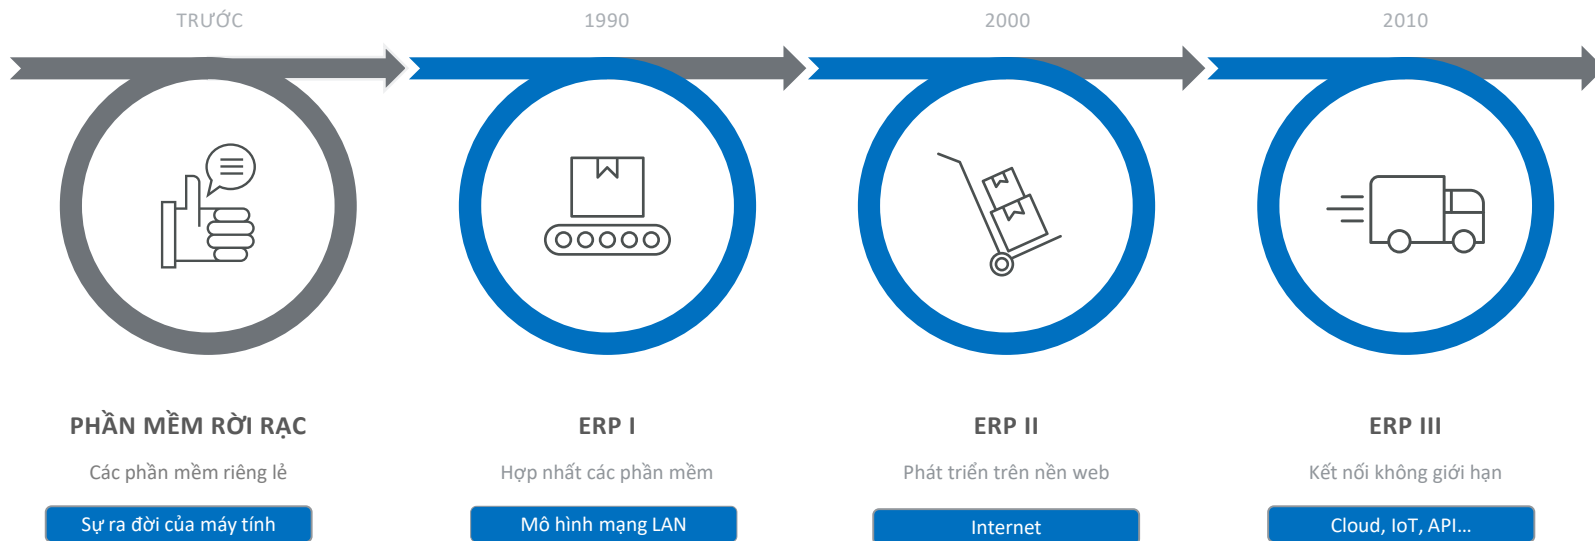 TRƯỚC
1990
2000
2010
PHẦN MỀM RỜI RẠC
ERP I
ERP II
ERP III
Các phần mềm riêng lẻ
Hợp nhất các phần mềm
Phát triển trên nền web
Kết nối không giới hạn
Sự ra đời của máy tính
Mô hình mạng LAN
Internet
Cloud, IoT, API...